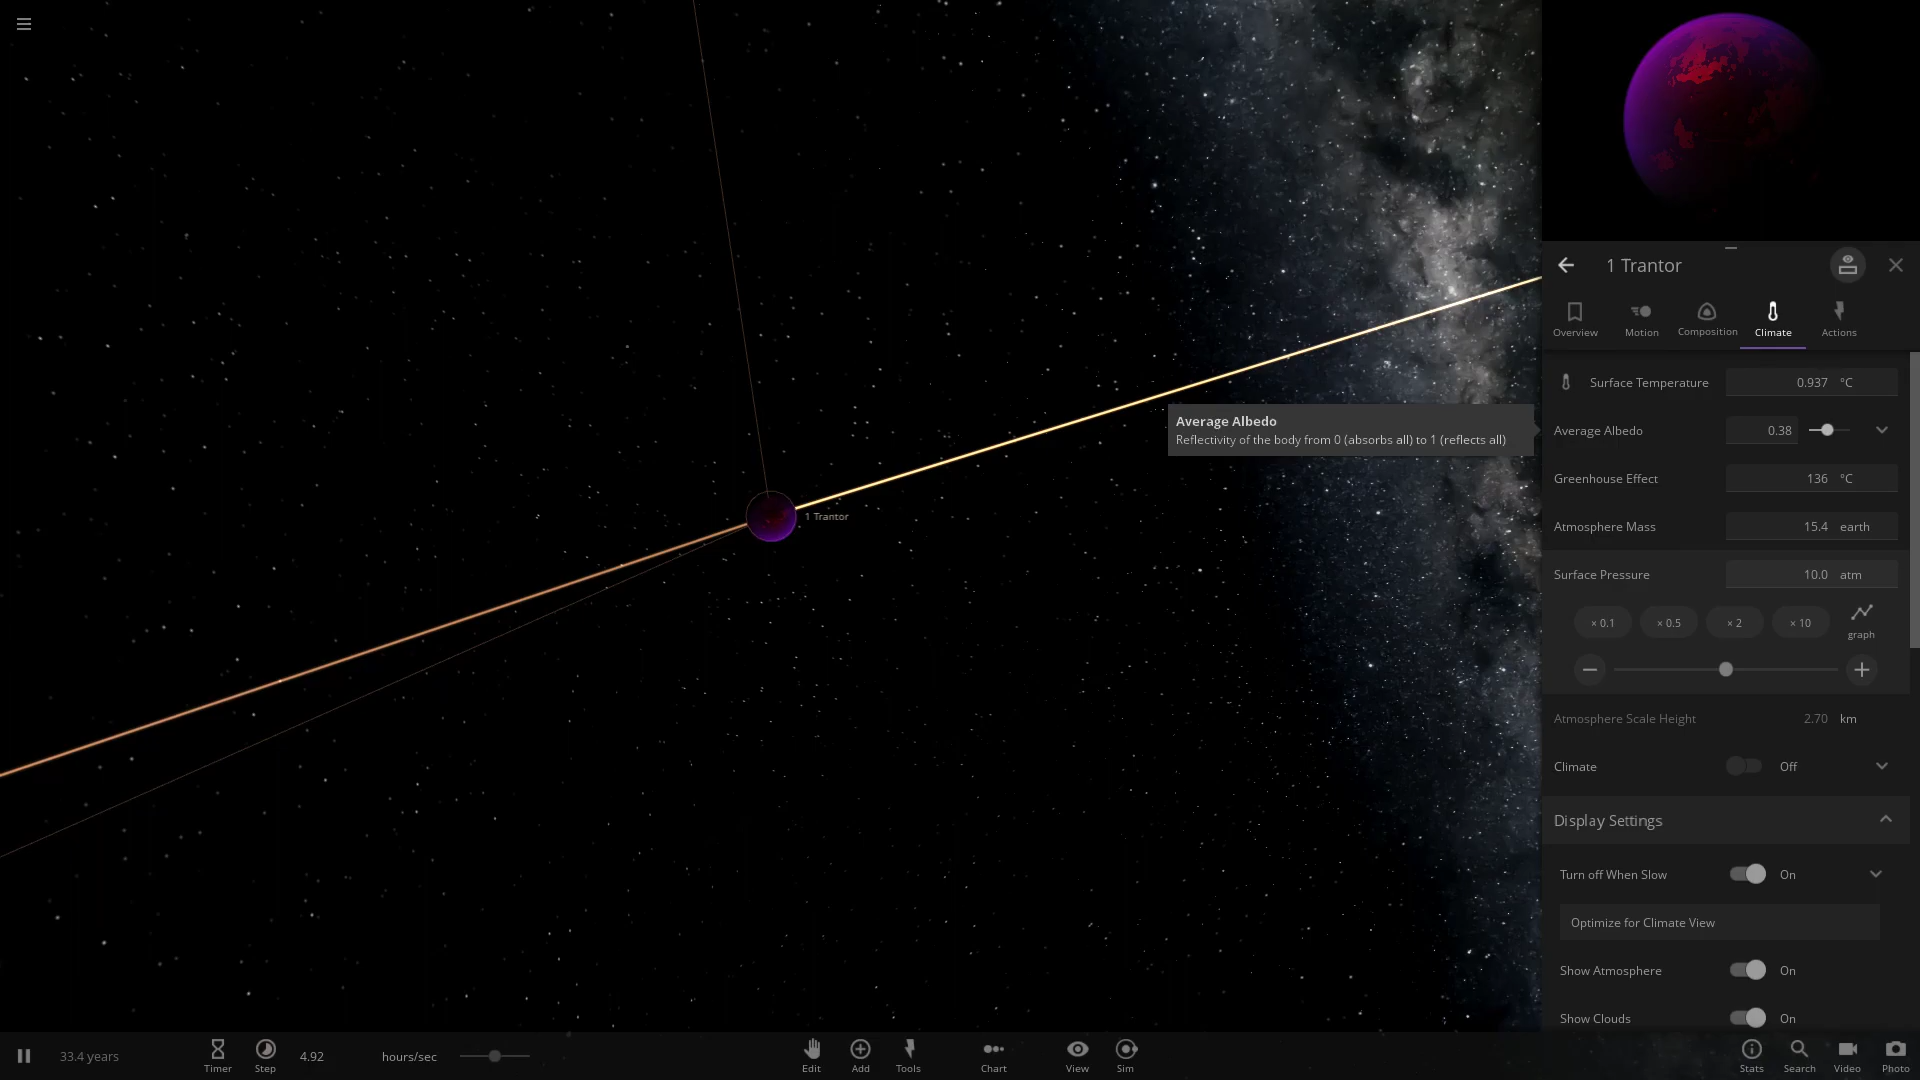 1 Trantor
Overview
Motion
Composition
Climate
Actions
Surface Temperature
0.937 °C
Average Albedo
Reflectivity of the body from 0 (absorbs all) to 1 (reflects all)
Average Albedo
0.38
Greenhouse Effect
136 °C
1 Trantor
Atmosphere Mass
15.4 earth
Surface Pressure
10.0 atm
× 0.1
× 0.5
× 2
× 10
graph
Atmosphere Scale Height
2.70 km
Climate
Off
Display Settings
Turn off When Slow
On
Optimize for Climate View
Show Atmosphere
On
Show Clouds
On
33.4 years
Timer
Step
4.92
hours/sec
Edit
Add
Tools
Chart
View
Sim
Stats
Search
Video
Photo